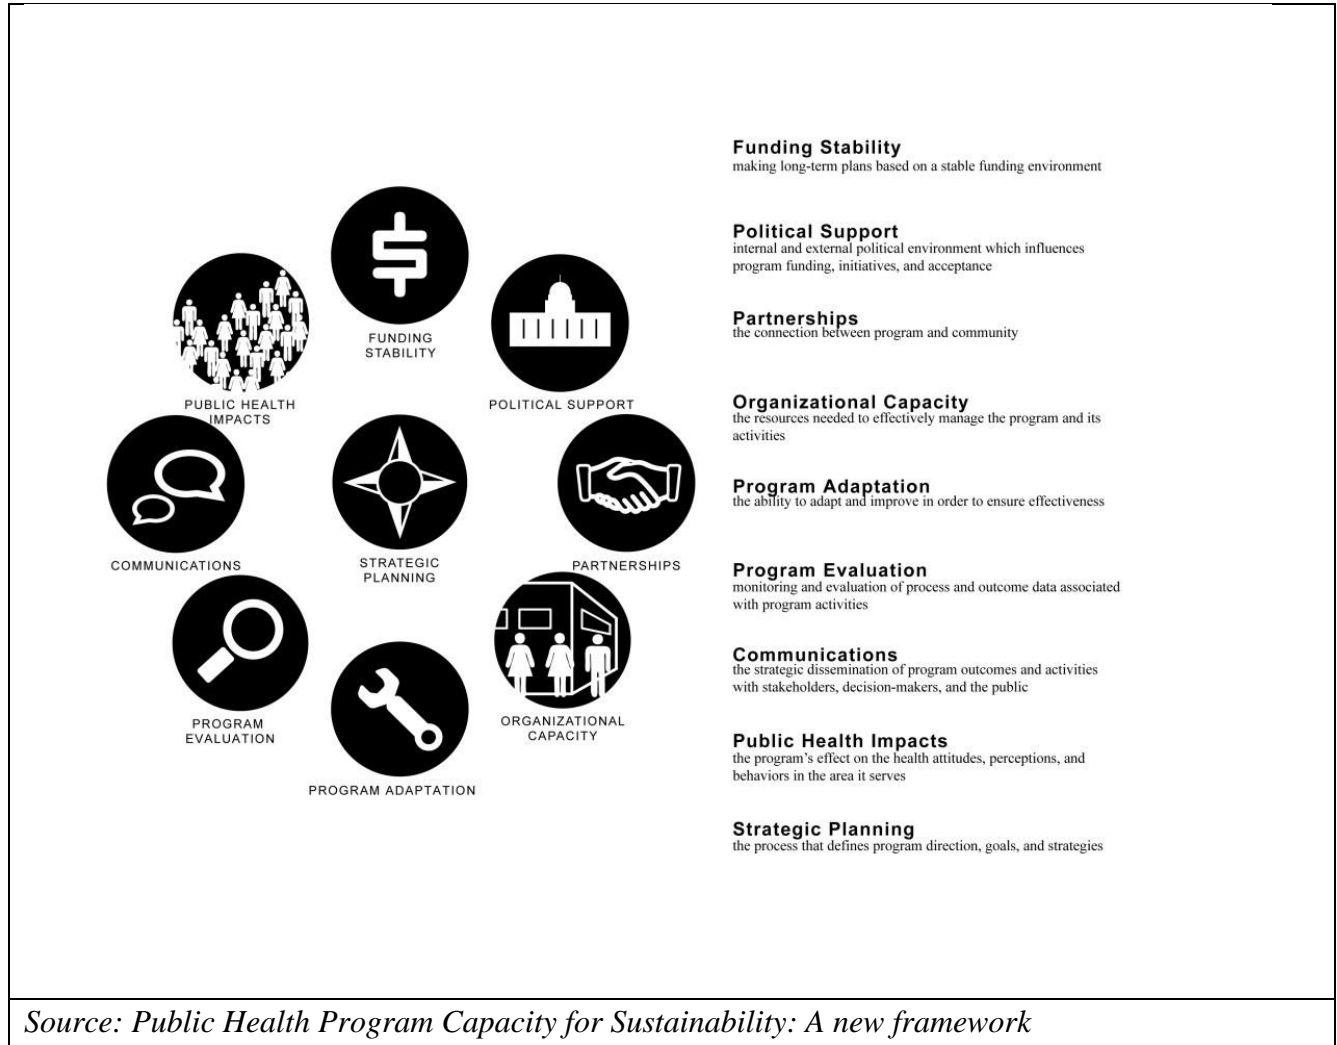 FUNDING
STABILITY
PUBLIC HEALTH
IMPACTS
POLITICAL SUPPORT
COMMUNICATIONS
STRATEGIC
PLANNING
PARTNERSHIPS
PROGRAM
EVALUATION
ORGANIZATIONAL
CAPACITY
PROGRAM ADAPTATION
Funding Stability
making long-term plans based on a stable funding environment
Political Support
internal and external political environment which influences
program funding, initiatives, and acceptance
Partnerships
the connection between program and community
Organizational Capacity
the resources needed to effectively manage the program and its
activities
Program Adaptation
the ability to adapt and improve in order to ensure effectiveness
Program Evaluation
monitoring and evaluation of process and outcome data associated
with program activities
Communications
the strategic dissemination of program outcomes and activities
with stakeholders, decision-makers, and the public
Public Health Impacts
the program's effect on the health attitudes, perceptions, and
behaviors in the area it serves
Strategic Planning
the process that defines program direction, goals, and strategies
Source: Public Health Program Capacity for Sustainability: A new framework